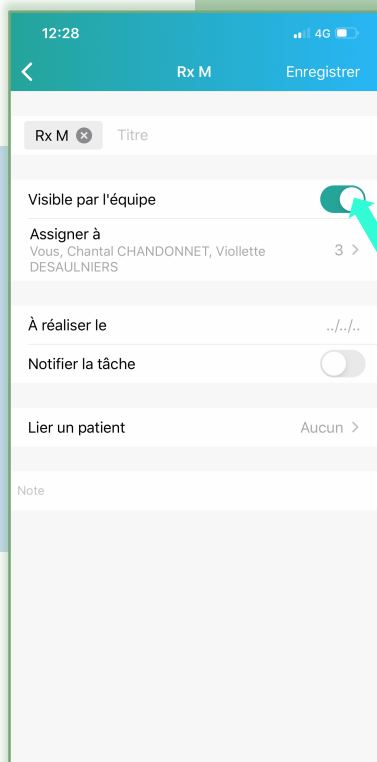 12:28 4G
Rx M Enregistrer
Rx M Titre
Visible par l'équipe
Assigner à
Vous, Chantal CHANDONNET, Viollette 3
DESAULNIERS
À réaliser le ../../..
Notifier la tâche
Lier un patient Aucun
Note